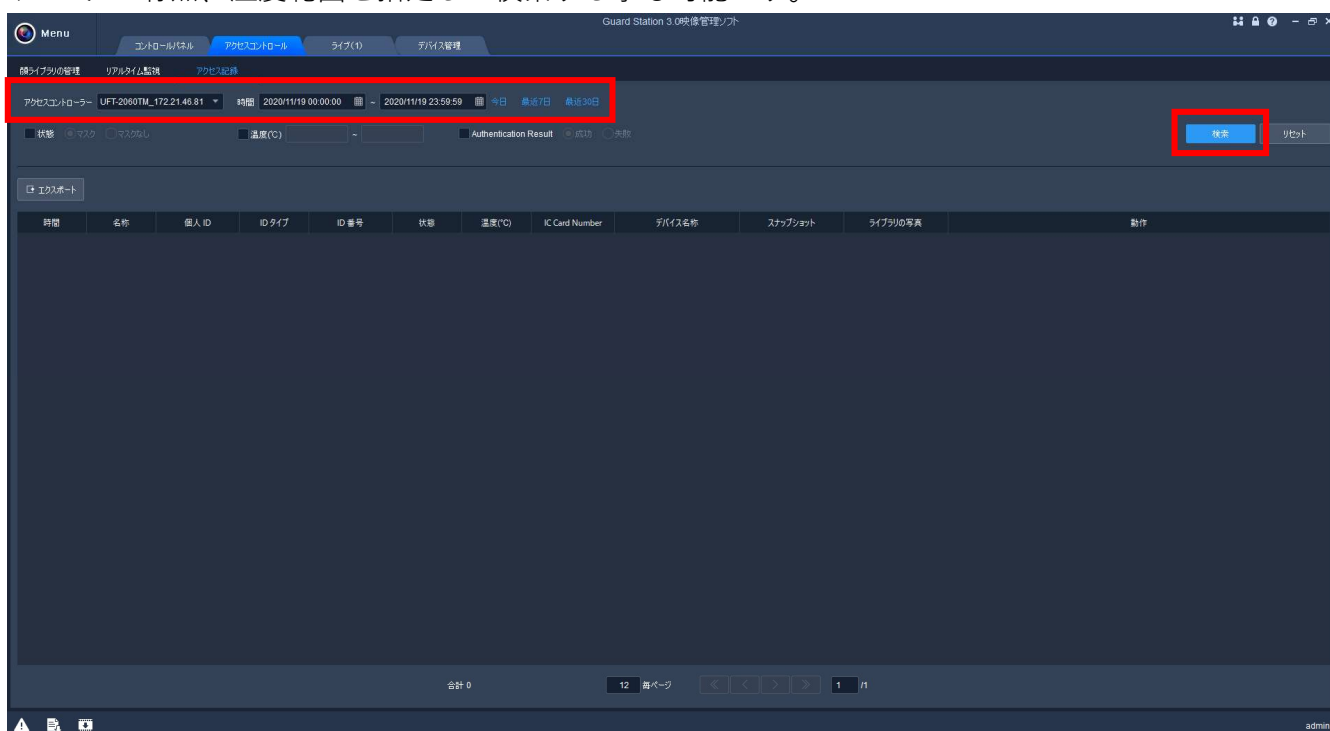 Guard Station 3.0映像管理ソフト
Menu
コントロールパネル アクセスコントロール ライブ(1) デバイス管理
顔ライブラリの管理 リアルタイム監視 アクセス記録
アクセスコントローラー UFT-2060TM_172.21.46.81 時間 2020/11/19 00:00:00 ~ 2020/11/19 23:59:59 今日 最近7日 最近30日
状態 マスク マスクなし 温度(℃) ~ Authentication Result 成功 失敗 検索 リセット
エクスポート
時間 名称 個人 ID ID タイプ ID 番号 状態 温度(℃) IC Card Number デバイス名称 スナップショット ライブラリの写真 動作
合計 0 12 毎ページ 1 /1
admin